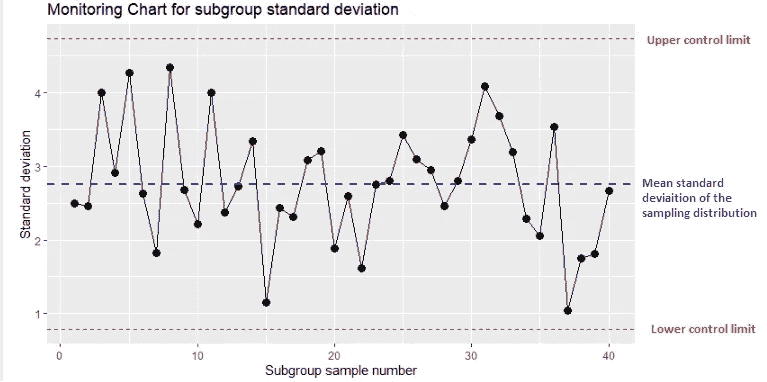 Monitoring Chart for subgroup standard deviation
Upper control limit
4
3
Mean standard
deviaition of the
sampling distribution
2
1
Lower control limit
Standard deviation
0
10
20
30
40
Subgroup sample number